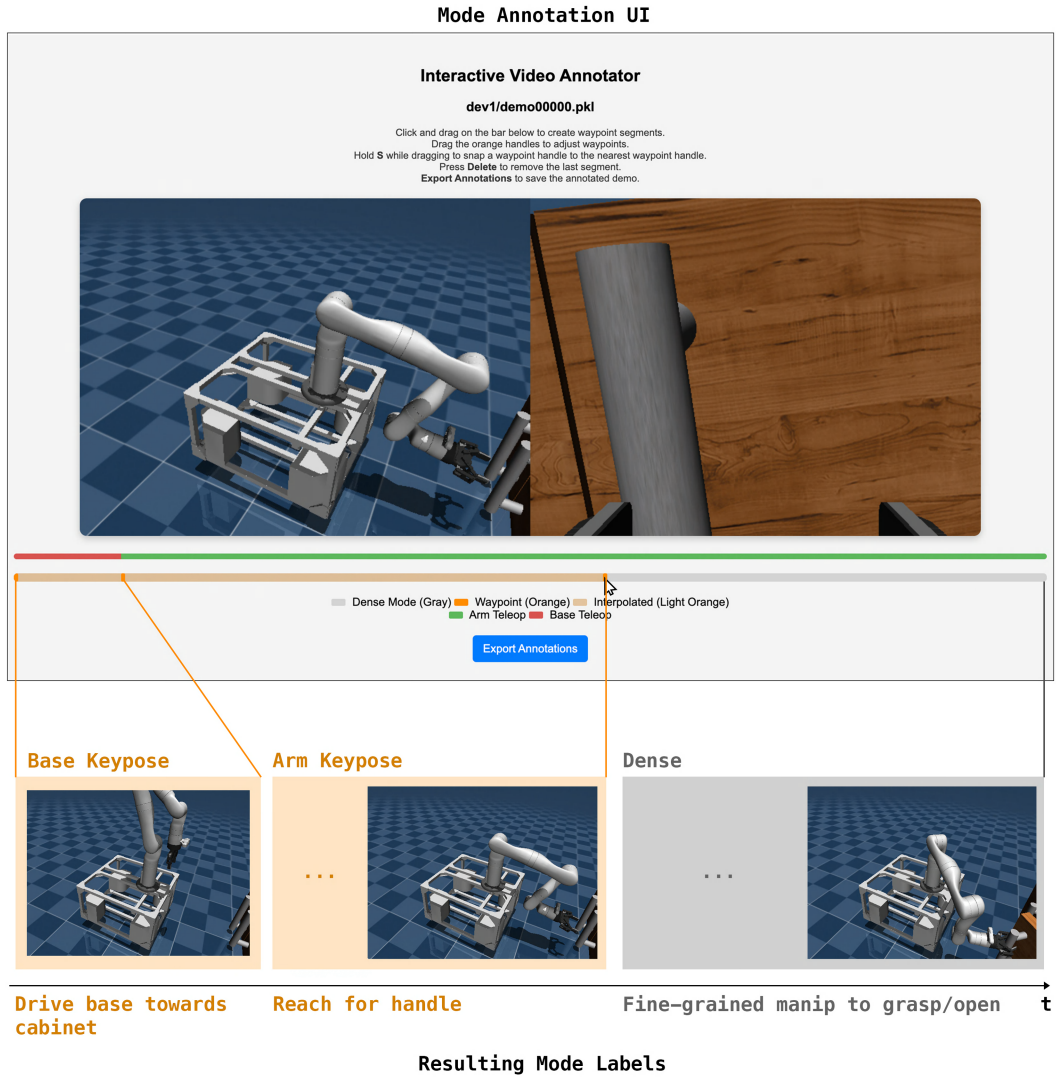 Mode Annotation UI
Interactive Video Annotator
dev1/demo00000.pkl
Click and drag on the bar below to create waypoint segments.
Drag the orange handles to adjust waypoints.
Hold S while dragging to snap a waypoint handle to the nearest waypoint handle.
Press Delete to remove the last segment.
Export Annotations to save the annotated demo.
Dense Mode (Gray) Waypoint (Orange) Interpolated (Light Orange)
Arm Teleop Base Teleop
Export Annotations
Base Keypose Arm Keypose Dense
... ...
Drive base towards Reach for handle Fine-grained manip to grasp/open t
cabinet
Resulting Mode Labels